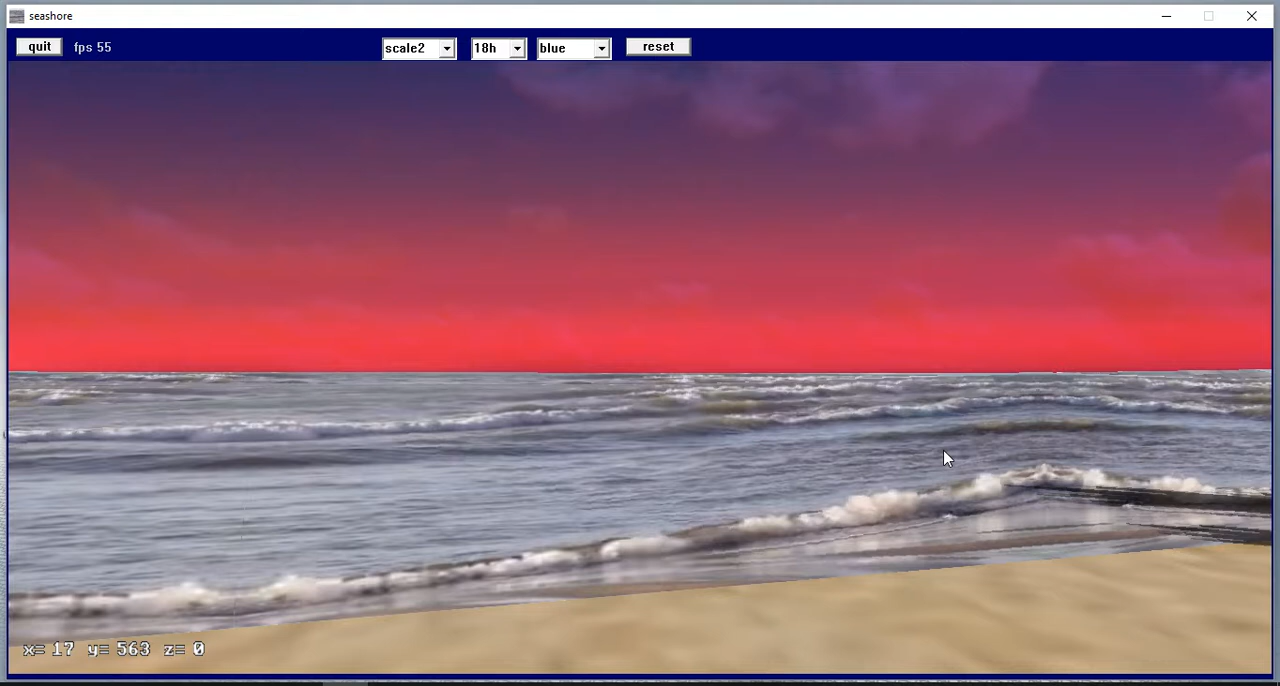 seashore
quit fps 55 scale2 18h blue reset
x= 17 y= 563 z= 0